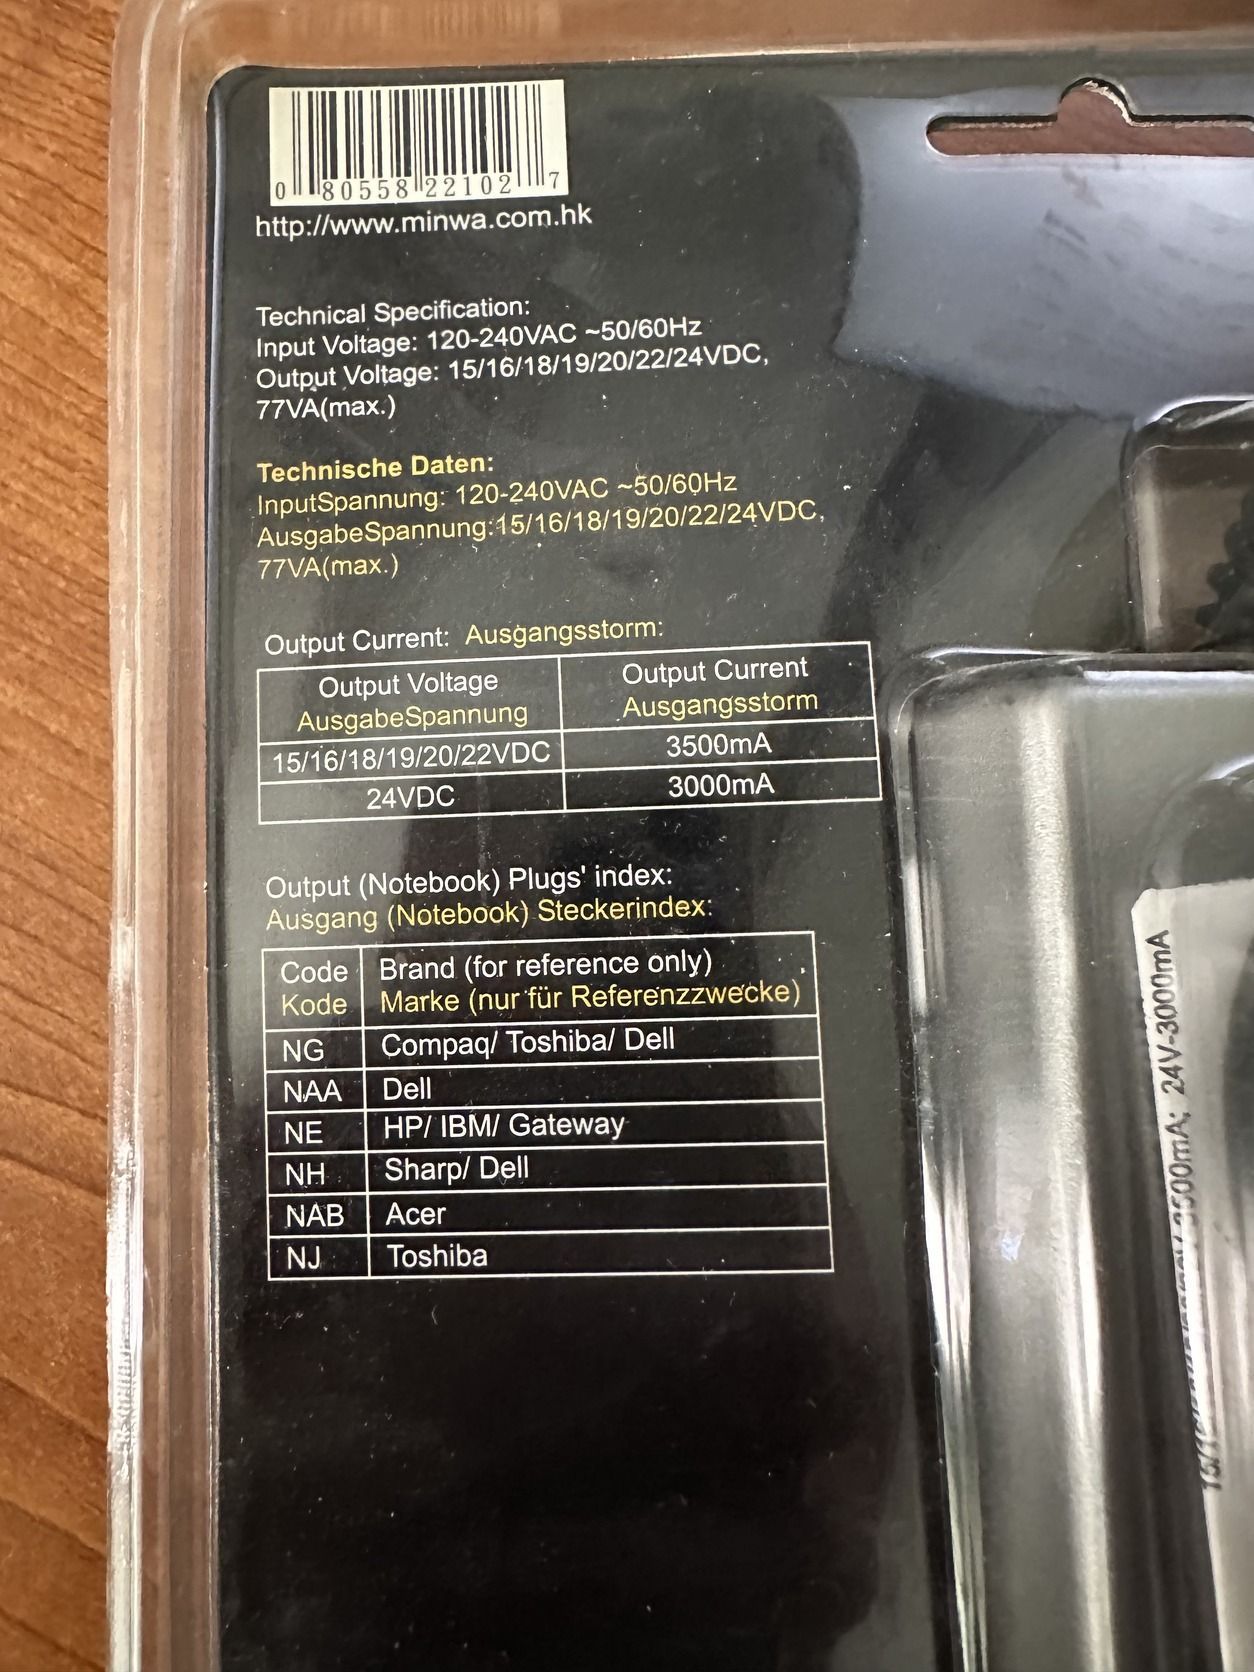 0 80558 22102 7
http://www.minwa.com.hk
Technical Specification:
Input Voltage: 120-240VAC ~50/60Hz
Output Voltage: 15/16/18/19/20/22/24VDC,
77VA(max.)
Technische Daten:
InputSpannung: 120-240VAC ~50/60Hz
AusgabeSpannung:15/16/18/19/20/22/24VDC,
77VA(max.)
Output Current: Ausgangsstorm:
Output Voltage Output Current
AusgabeSpannung Ausgangsstorm
15/16/18/19/20/22VDC 3500mA
24VDC 3000mA
Output (Notebook) Plugs' index:
Ausgang (Notebook) Steckerindex:
Code Brand (for reference only)
Kode Marke (nur für Referenzzwecke)
NG Compaq/ Toshiba/ Dell
NAA Dell
NE HP/ IBM/ Gateway
NH Sharp/ Dell
NAB Acer
NJ Toshiba
3500mA; 24V-3000mA